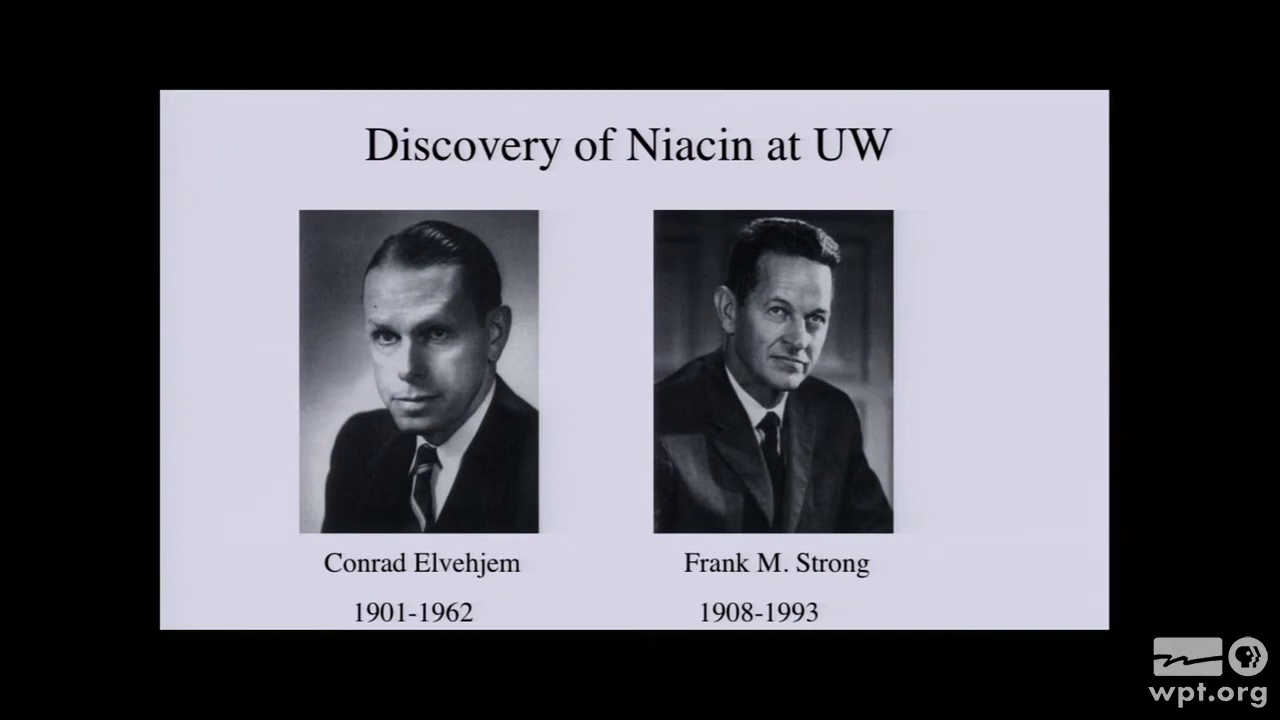 Discovery of Niacin at UW
Conrad Elvehjem
Frank M. Strong
1901-1962
1908-1993
wpt.org